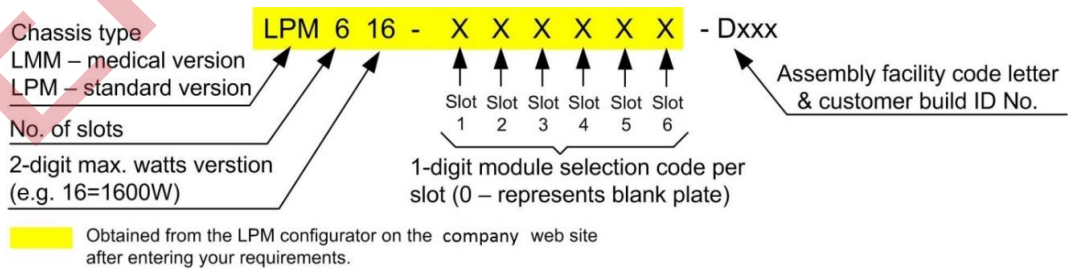 LPM 6 16 - X X X X X X - Dxxx
Chassis type
LMM – medical version
LPM – standard version
No. of slots
2-digit max. watts verstion
(e.g. 16=1600W)
Slot Slot Slot Slot Slot Slot
1 2 3 4 5 6
1-digit module selection code per
slot (0 – represents blank plate)
Assembly facility code letter
& customer build ID No.
Obtained from the LPM configurator on the company web site
after entering your requirements.